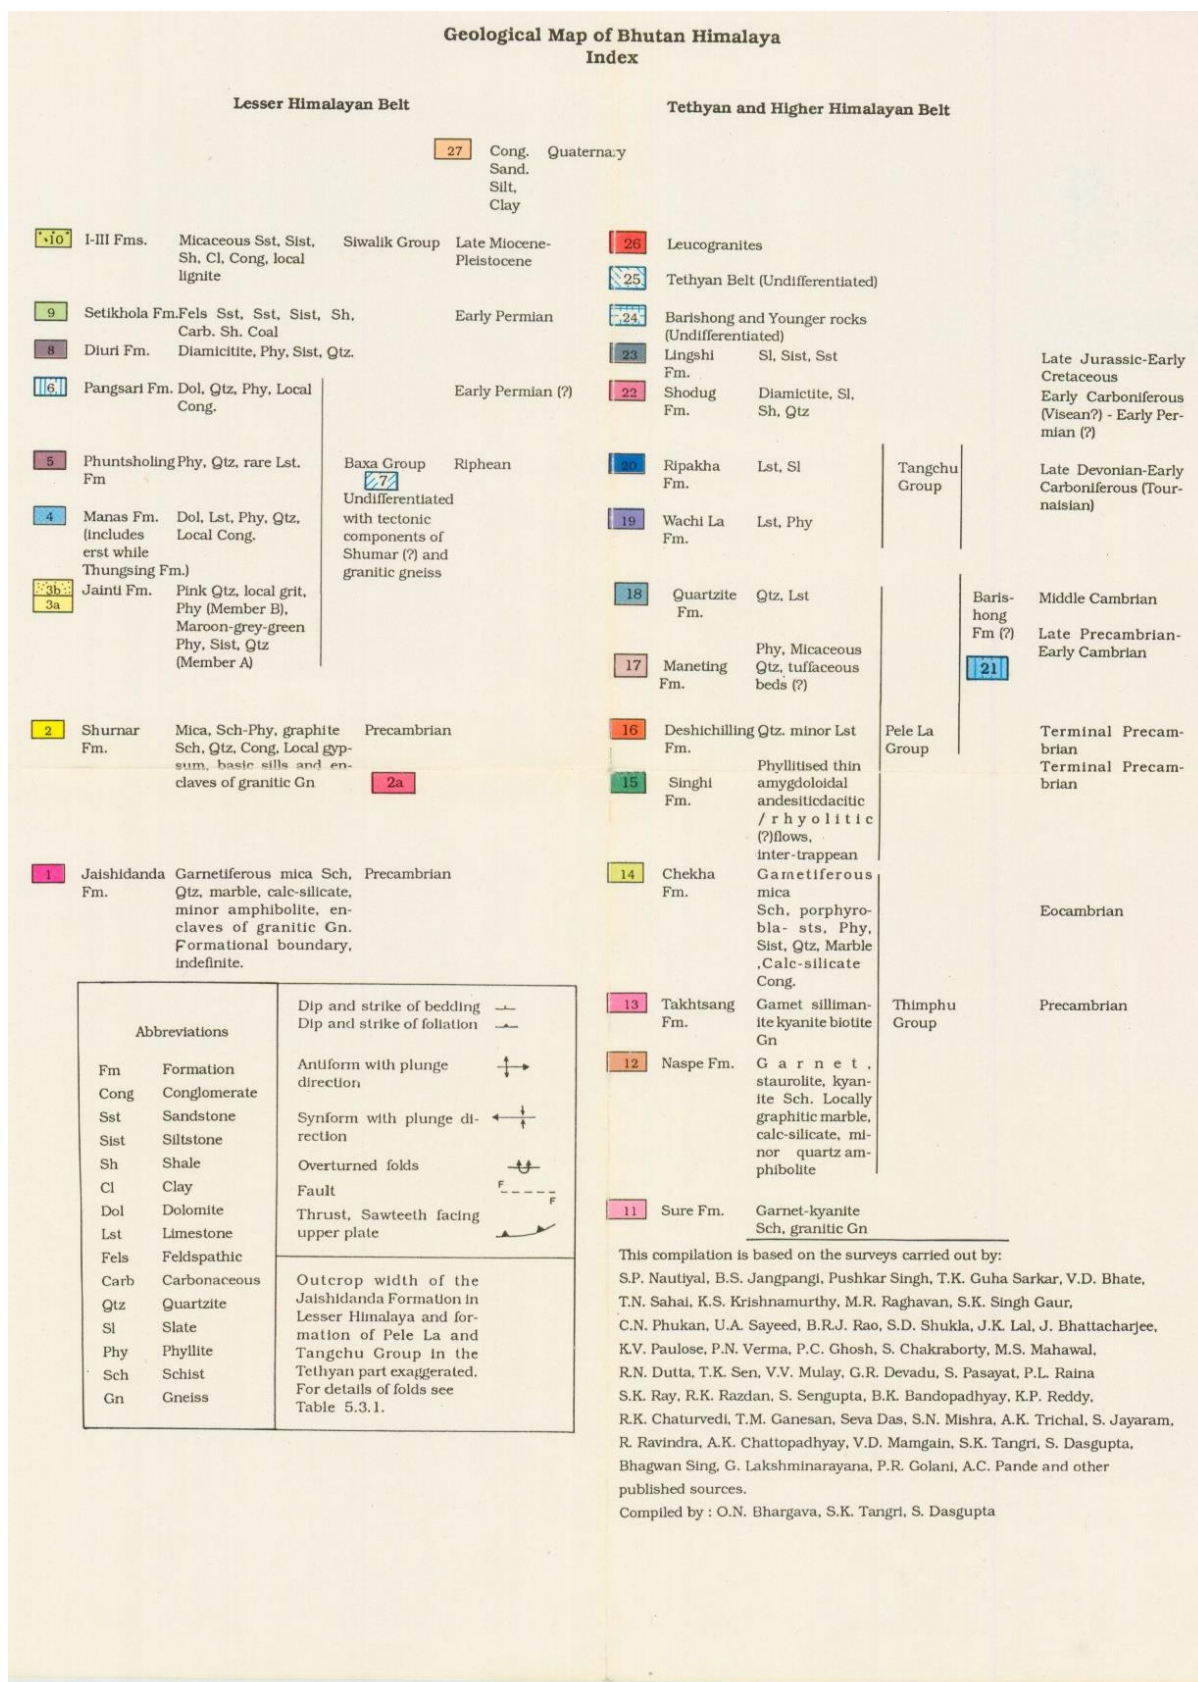 Geological Map of Bhutan Himalaya
Index
Lesser Himalayan Belt
27 Cong. Quaternary
Sand.
Silt,
Clay
10 I-III Fms. Micaceous Sst, Sist, Siwalik Group Late Miocene-
Sh, Cl, Cong, local Pleistocene
lignite
9 Setikhola Fm. Fels Sst, Sst, Sist, Sh, Early Permian
Carb. Sh. Coal
8 Diuri Fm. Diamicitite, Phy, Sist, Qtz.
6 Pangsari Fm. Dol, Qtz, Phy, Local Early Permian (?)
Cong.
5 Phuntsholing Phy, Qtz, rare Lst. Baxa Group Riphean
Fm 7
Undifferentiated
4 Manas Fm. Dol, Lst, Phy, Qtz, with tectonic
(includes Local Cong. components of
erst while Shumar (?) and
Thungsing Fm.) granitic gneiss
3b Jainti Fm. Pink Qtz, local grit,
3a Phy (Member B),
Maroon-grey-green
Phy, Sist, Qtz
(Member A)
2 Shurnar Mica, Sch-Phy, graphite Precambrian
Fm. Sch, Qtz, Cong, Local gyp-
sum, basic sills and en-
claves of granitic Gn 2a
1 Jaishidanda Garnetiferous mica Sch, Precambrian
Fm. Qtz, marble, calc-silicate,
minor amphibolite, en-
claves of granitic Gn.
Formational boundary,
indefinite.
Abbreviations
Fm Formation
Cong Conglomerate
Sst Sandstone
Sist Siltstone
Sh Shale
Cl Clay
Dol Dolomite
Lst Limestone
Fels Feldspathic
Carb Carbonaceous
Qtz Quartzite
Sl Slate
Phy Phyllite
Sch Schist
Gn Gneiss
Dip and strike of bedding
Dip and strike of foliation
Antiform with plunge
direction
Synform with plunge di-
rection
Overturned folds
Fault F F
Thrust, Sawteeth facing
upper plate
Outcrop width of the
Jaishidanda Formation in
Lesser Himalaya and for-
mation of Pele La and
Tangchu Group in the
Tethyan part exaggerated.
For details of folds see
Table 5.3.1.
Tethyan and Higher Himalayan Belt
26 Leucogranites
25 Tethyan Belt (Undifferentiated)
24 Barishong and Younger rocks
(Undifferentiated)
23 Lingshi Sl, Sist, Sst Late Jurassic-Early
Fm. Cretaceous
22 Shodug Diamictite, Sl, Early Carboniferous
Fm. Sh, Qtz (Visean?) - Early Per-
mian (?)
20 Ripakha Lst, Sl Tangchu Late Devonian-Early
Fm. Group Carboniferous (Tour-
naisian)
19 Wachi La Lst, Phy
Fm.
18 Quartzite Qtz, Lst Baris- Middle Cambrian
Fm. hong
Fm (?) Late Precambrian-
Early Cambrian
17 Maneting Phy, Micaceous 21
Fm. Qtz, tuffaceous
beds (?)
16 Deshichilling Qtz. minor Lst Pele La Terminal Precam-
Fm. Group brian
15 Singhi Phyllitised thin Terminal Precam-
Fm. amygdoloidal brian
andesiticdacitic
/ rhyolitic
(?)flows,
inter-trappean
14 Chekha Gametiferous
Fm. mica
Sch, porphyro- Eocambrian
bla- sts, Phy,
Sist, Qtz, Marble
,Calc-silicate
Cong.
13 Takhtsang Gamet silliman- Thimphu Precambrian
Fm. ite kyanite biotite Group
Gn
12 Naspe Fm. Garnet,
staurolite, kyan-
ite Sch. Locally
graphitic marble,
calc-silicate, mi-
nor quartz am-
phibolite
11 Sure Fm. Garnet-kyanite
Sch, granitic Gn
This compilation is based on the surveys carried out by:
S.P. Nautiyal, B.S. Jangpangi, Pushkar Singh, T.K. Guha Sarkar, V.D. Bhate,
T.N. Sahai, K.S. Krishnamurthy, M.R. Raghavan, S.K. Singh Gaur,
C.N. Phukan, U.A. Sayeed, B.R.J. Rao, S.D. Shukla, J.K. Lal, J. Bhattacharjee,
K.V. Paulose, P.N. Verma, P.C. Ghosh, S. Chakraborty, M.S. Mahawal,
R.N. Dutta, T.K. Sen, V.V. Mulay, G.R. Devadu, S. Pasayat, P.L. Raina
S.K. Ray, R.K. Razdan, S. Sengupta, B.K. Bandopadhyay, K.P. Reddy,
R.K. Chaturvedi, T.M. Ganesan, Seva Das, S.N. Mishra, A.K. Trichal, S. Jayaram,
R. Ravindra, A.K. Chattopadhyay, V.D. Mamgain, S.K. Tangri, S. Dasgupta,
Bhagwan Sing, G. Lakshminarayana, P.R. Golani, A.C. Pande and other
published sources.
Compiled by : O.N. Bhargava, S.K. Tangri, S. Dasgupta